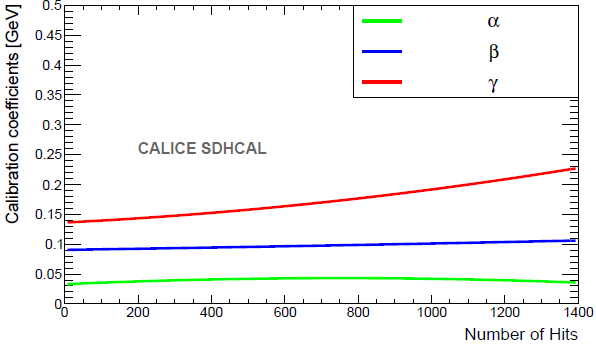 Calibration coefficients [GeV]
0.5
0.45
0.4
0.35
0.3
0.25
0.2
0.15
0.1
0.05
0
α
β
γ
CALICE SDHCAL
0 200 400 600 800 1000 1200 1400
Number of Hits